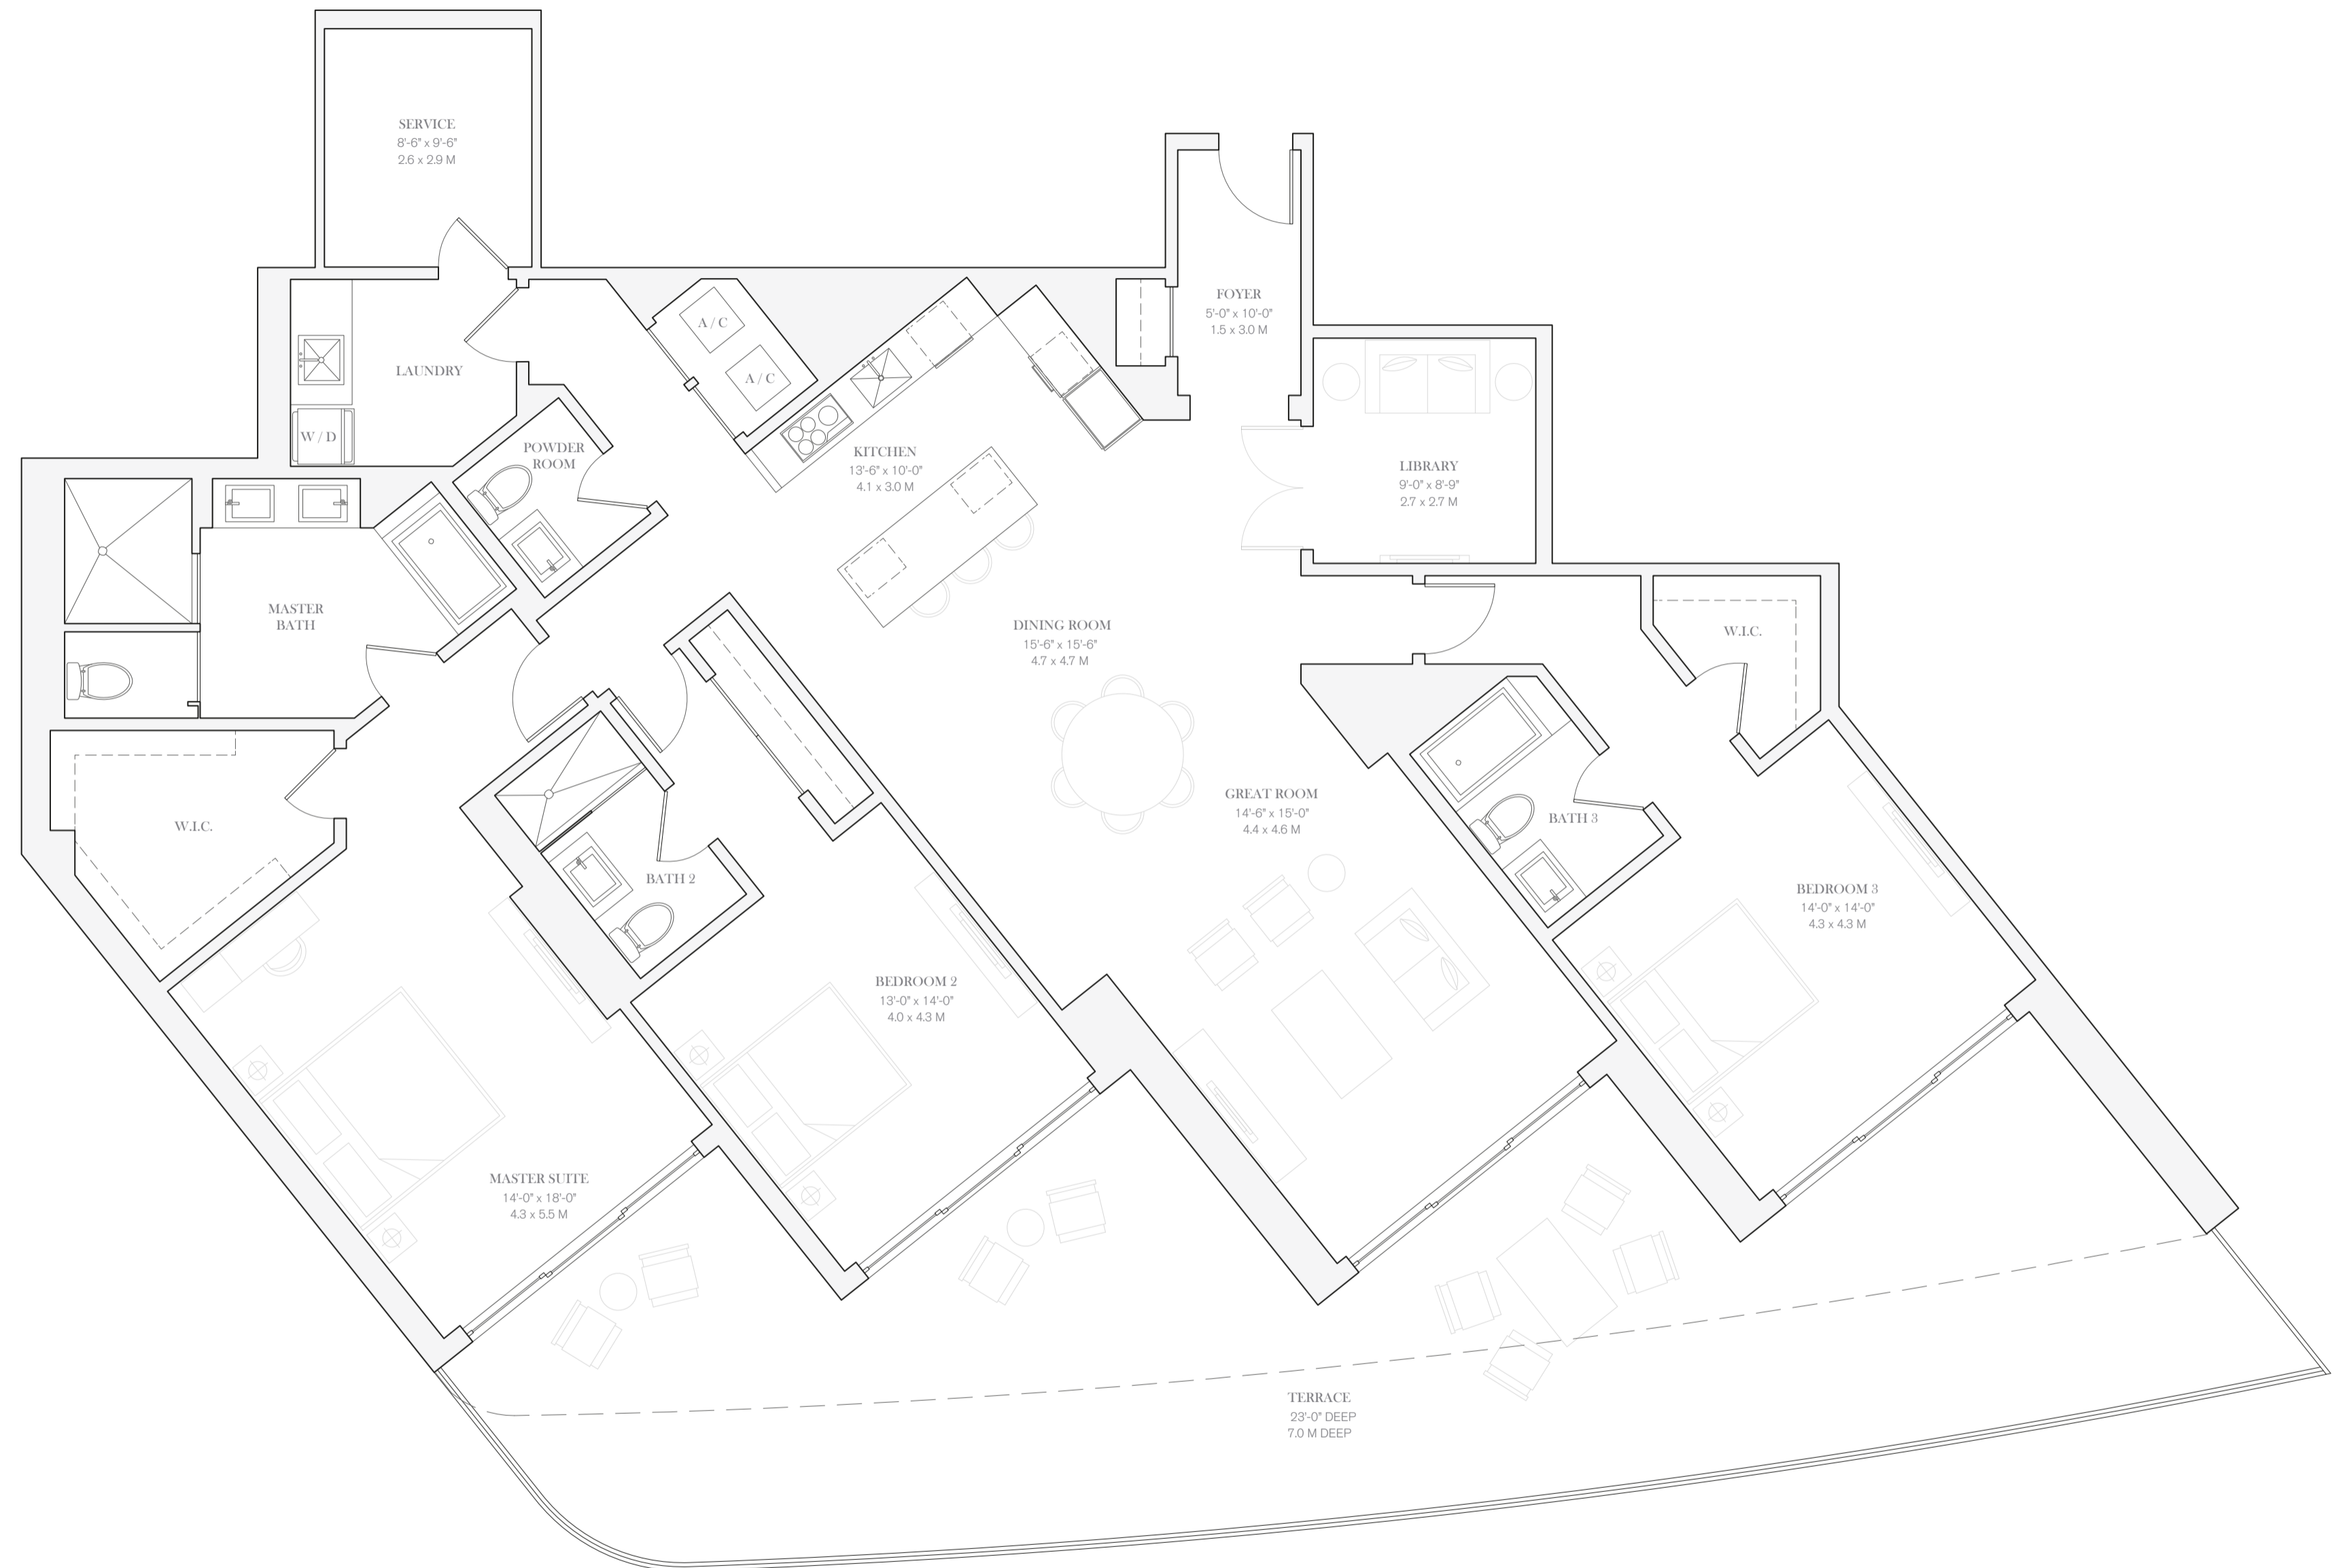 SERVICE
8'-6" x 9'-6"
2.6 x 2.9 M
FOYER
5'-0" x 10'-0"
1.5 x 3.0 M
A / C
A / C
LAUNDRY
W / D
POWDER
ROOM
KITCHEN
13'-6" x 10'-0"
4.1 x 3.0 M
LIBRARY
9'-0" x 8'-9"
2.7 x 2.7 M
MASTER
BATH
DINING ROOM
15'-6" x 15'-6"
4.7 x 4.7 M
W.I.C.
W.I.C.
GREAT ROOM
14'-6" x 15'-0"
4.4 x 4.6 M
BATH 3
BATH 2
BEDROOM 3
14'-0" x 14'-0"
4.3 x 4.3 M
BEDROOM 2
13'-0" x 14'-0"
4.0 x 4.3 M
MASTER SUITE
14'-0" x 18'-0"
4.3 x 5.5 M
TERRACE
23'-0" DEEP
7.0 M DEEP